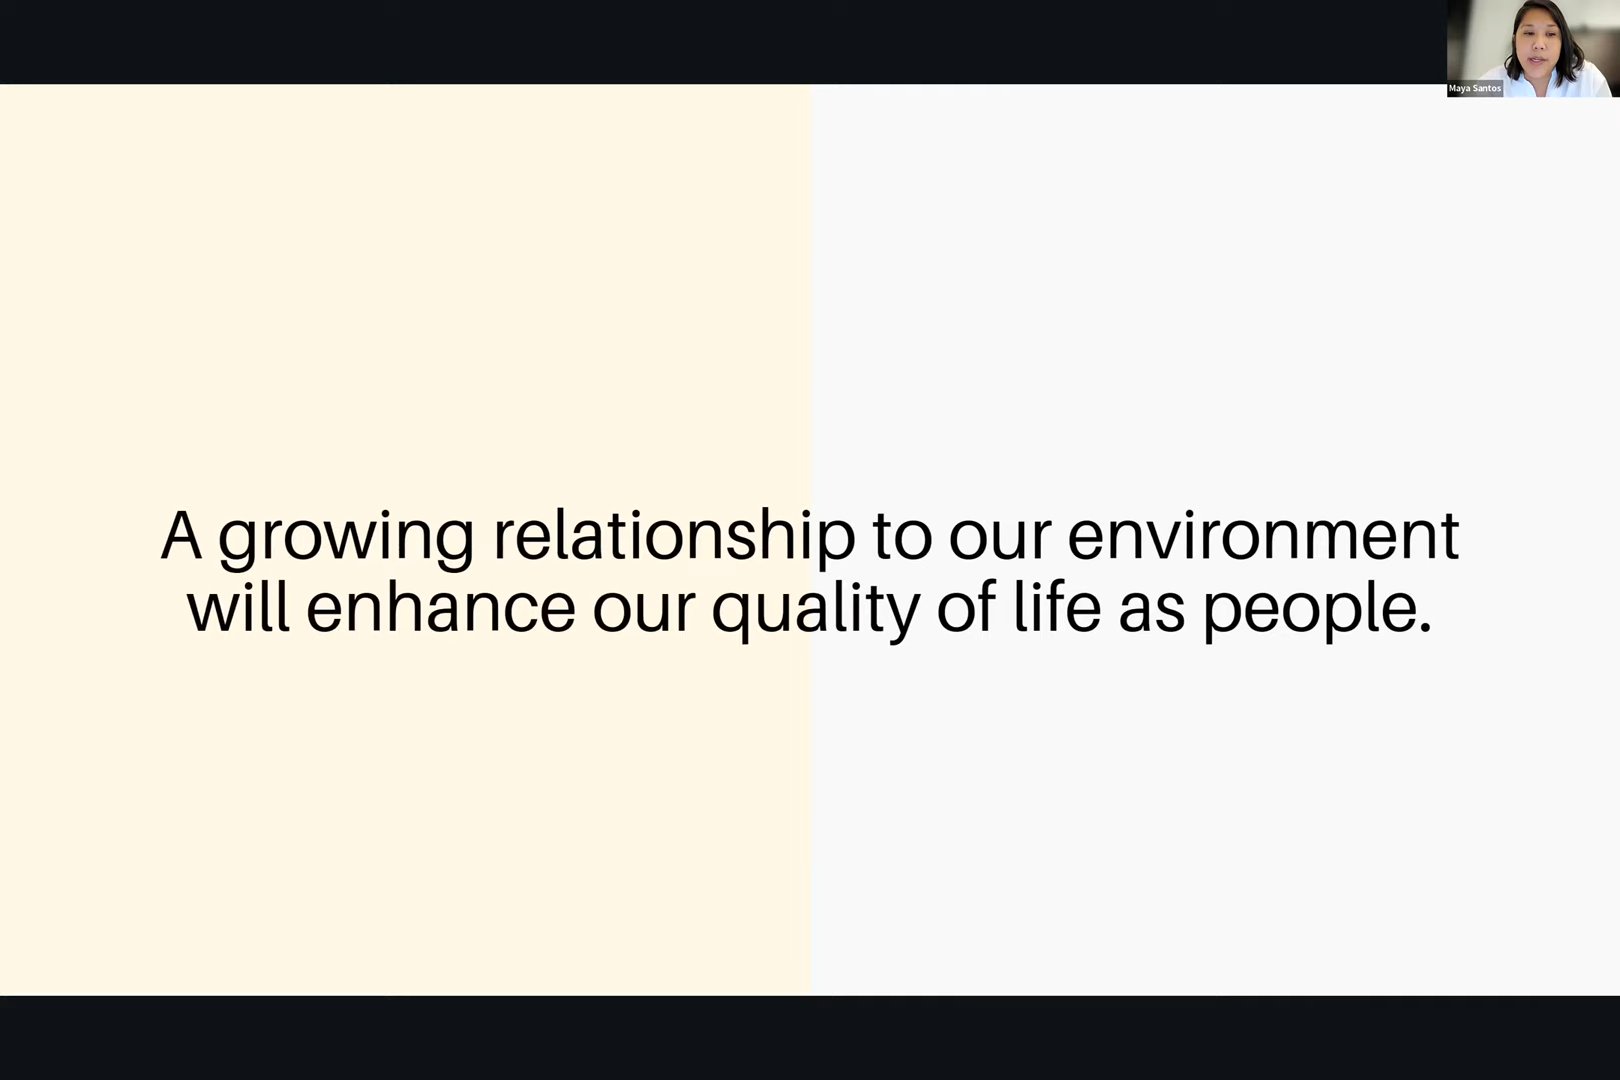 Maya Santos
A growing relationship to our environment
will enhance our quality of life as people.